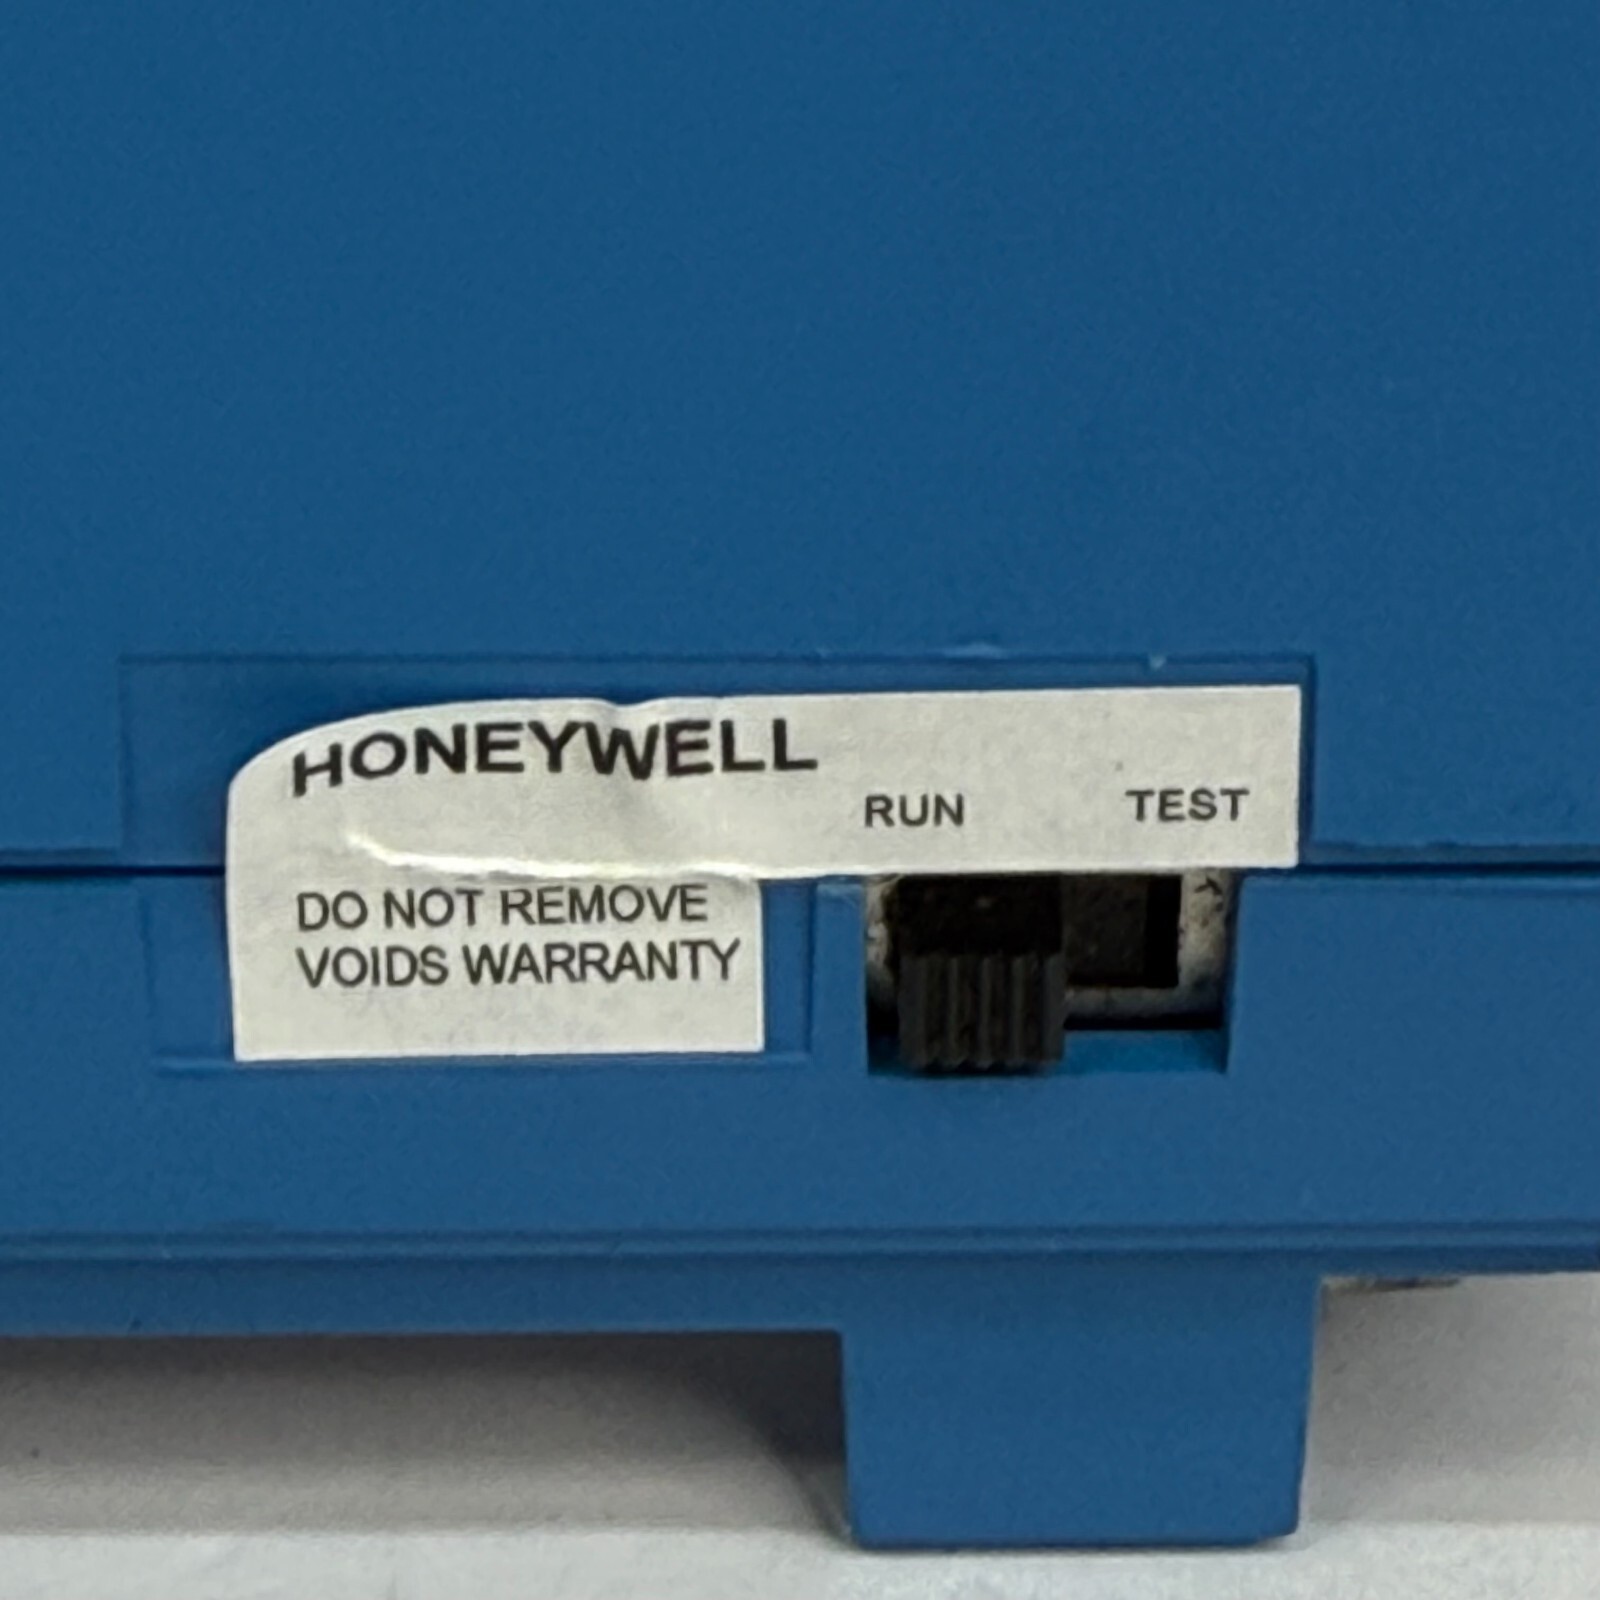 HONEYWELL
RUN TEST
DO NOT REMOVE
VOIDS WARRANTY